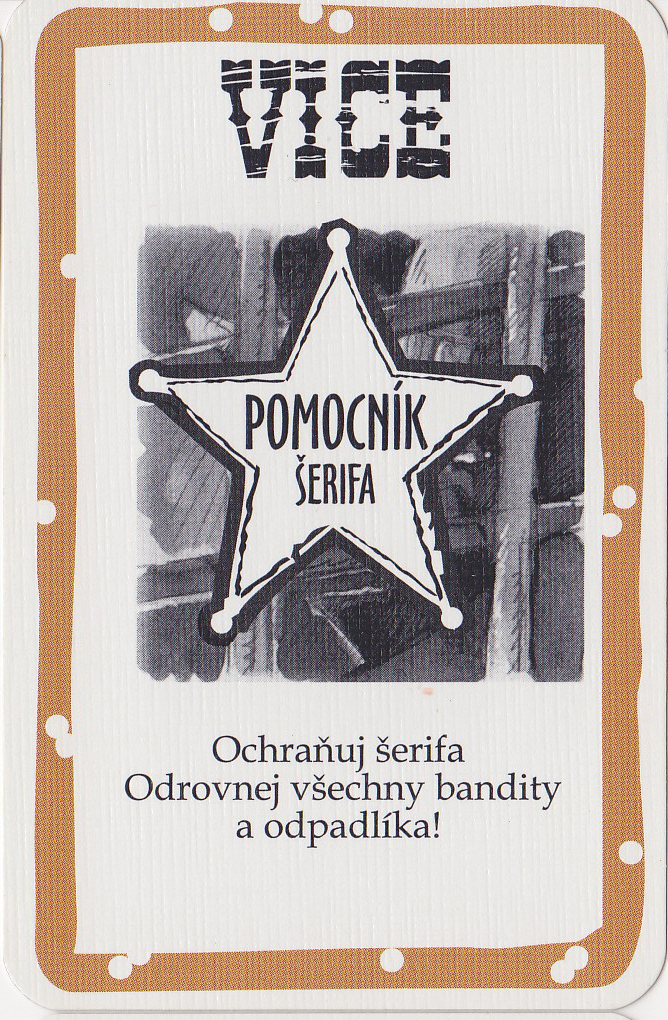 VICE
POMOCNÍK
ŠERIFA
Ochraňuj šerifa
Odrovnej všechny bandity
a odpadlíka!